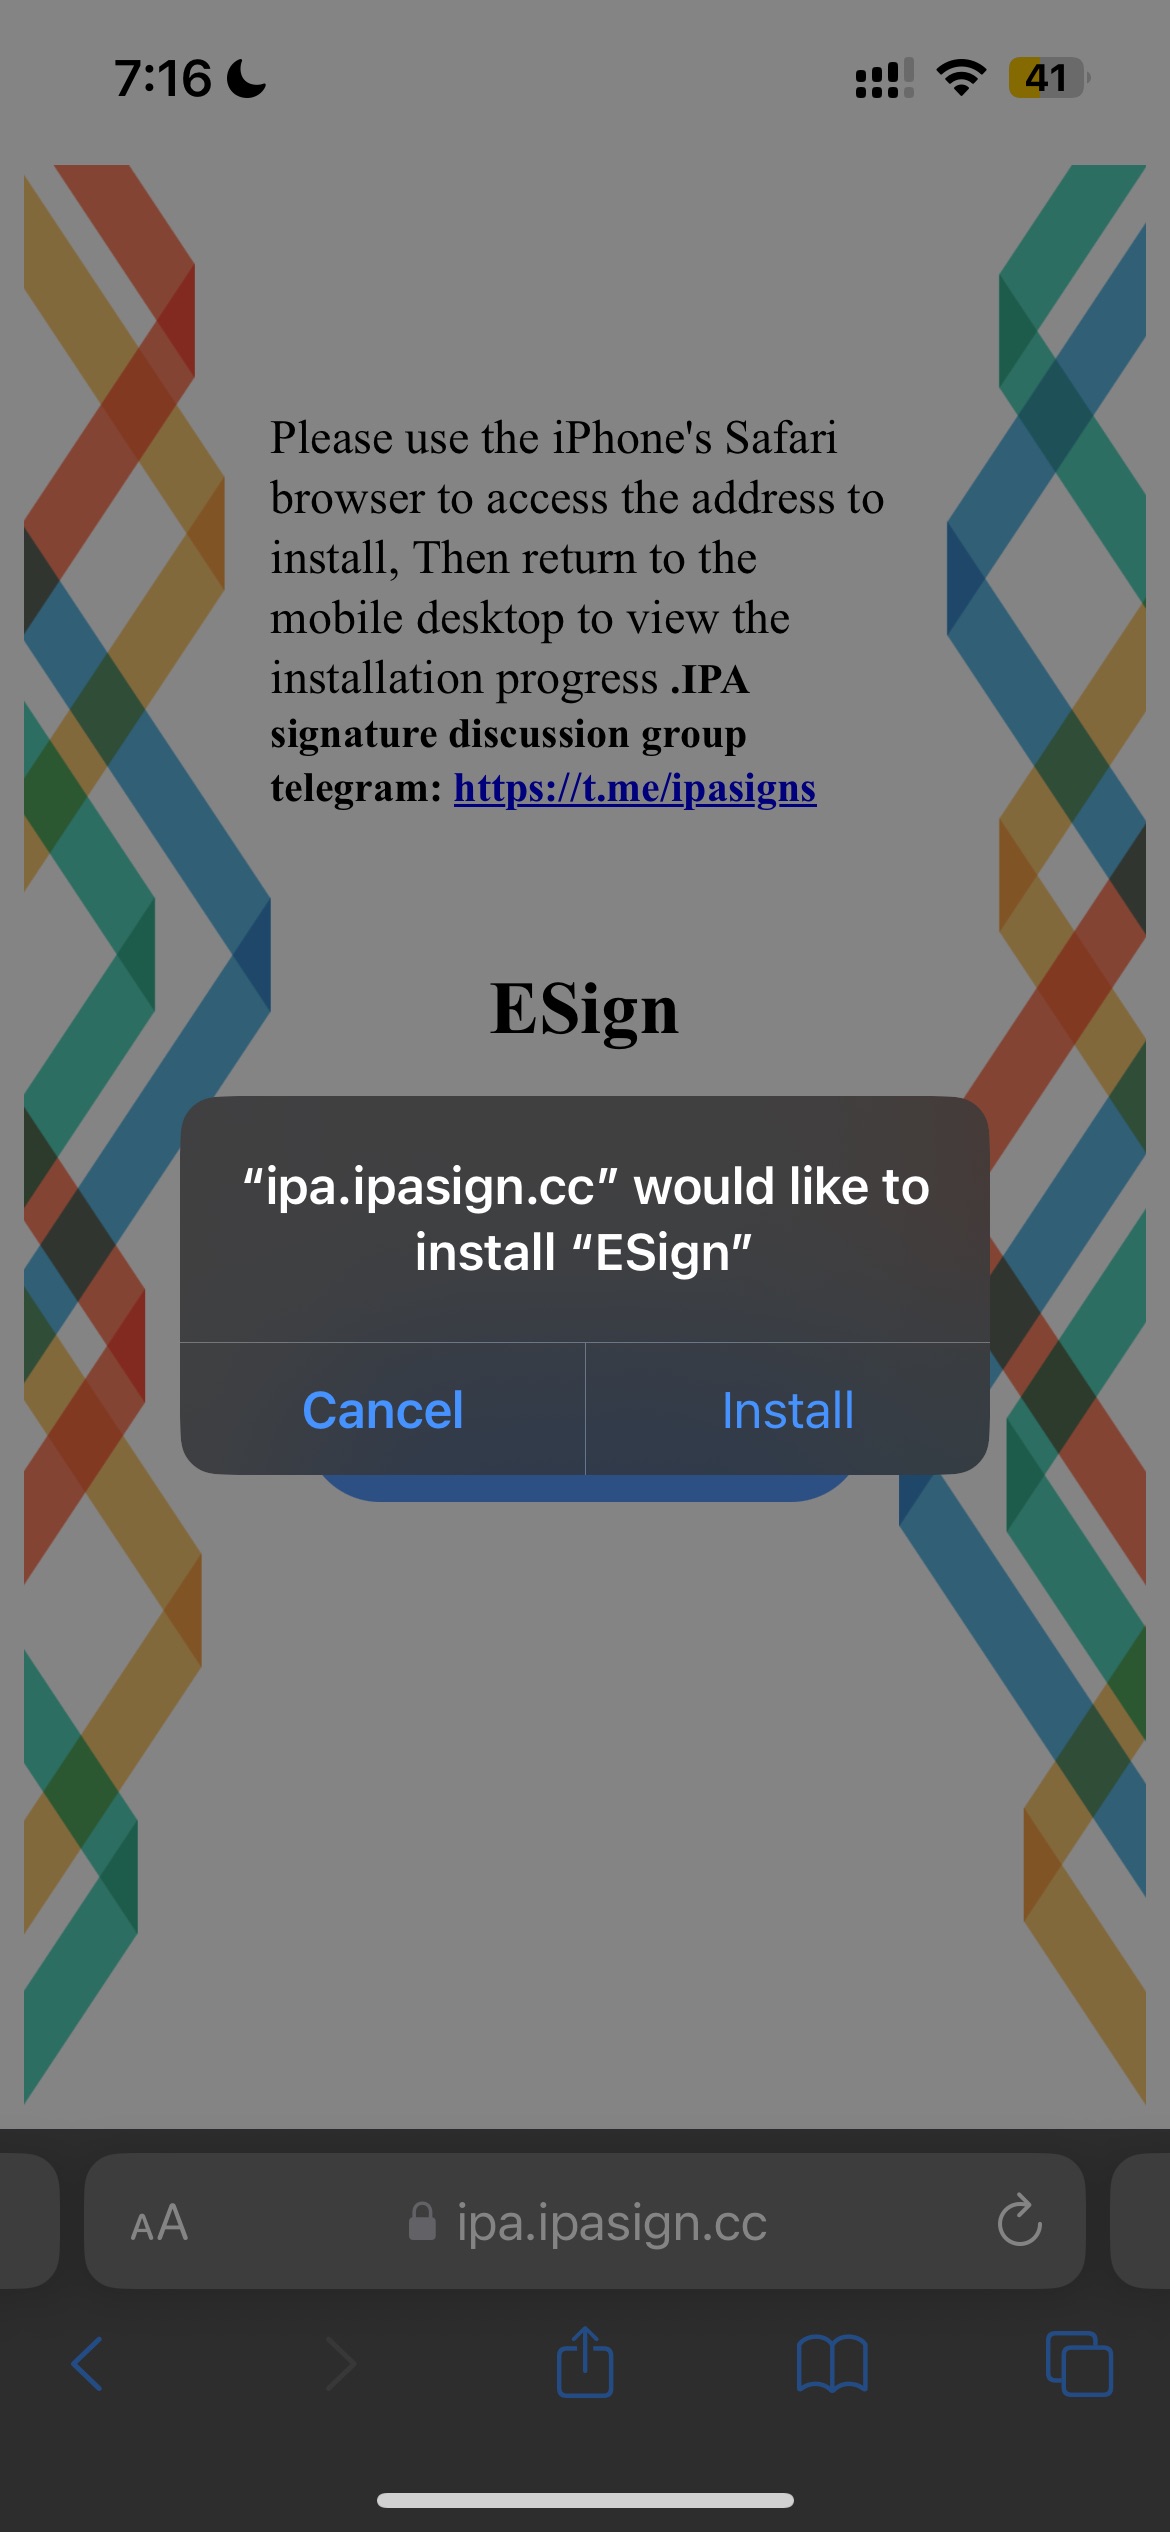 7:16
41
Please use the iPhone's Safari
browser to access the address to
install, Then return to the
mobile desktop to view the
installation progress .IPA
signature discussion group
telegram: https://t.me/ipasigns
ESign
“ipa.ipasign.cc” would like to
install “ESign”
Cancel
Install
AA
ipa.ipasign.cc